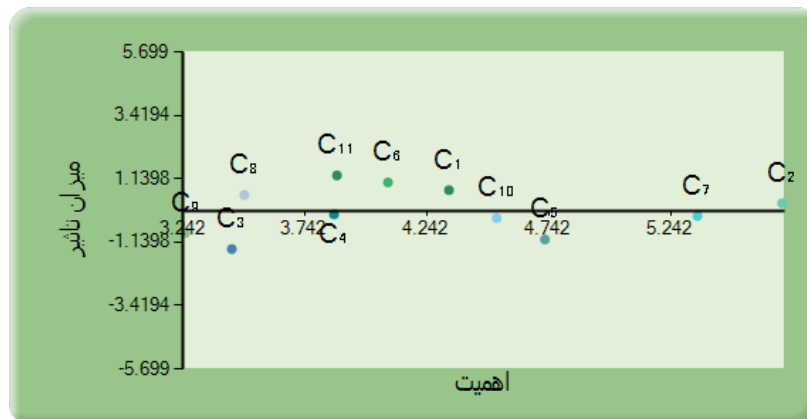 5.699
3.4194
1.1398
-1.1398
-3.4194
-5.699
میزان تاثیر
C₈
C₁₁
C₆
C₁
C₁₀
C₇
C₂
C₉
C₃
C₄
C₅
3.242
3.742
4.242
4.742
5.242
اهمیت